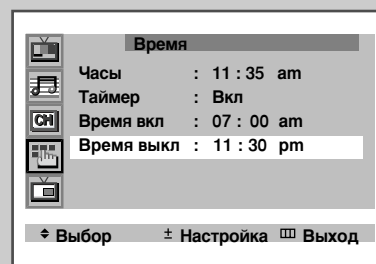 Время
Часы : 11 : 35 am
Таймер : Вкл
CH Время вкл : 07 : 00 am
Время выкл : 11 : 30 pm
Выбор ± Настройка Выход